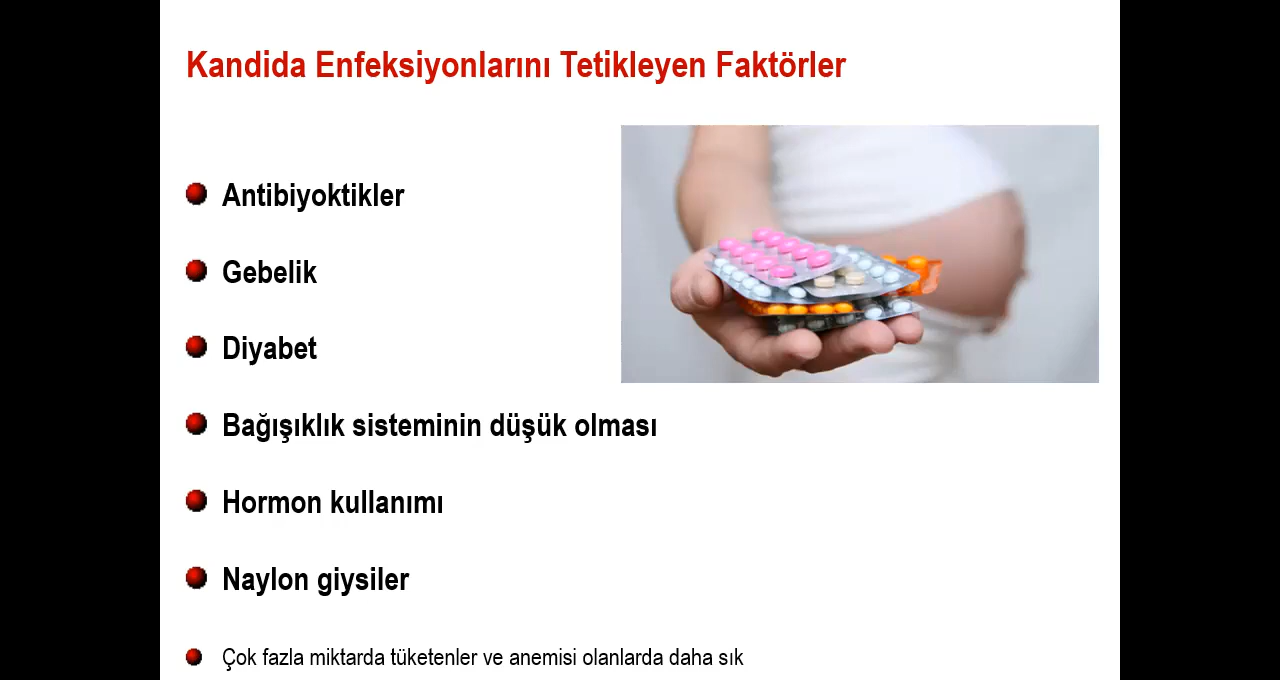 Kandida Enfeksiyonlarını Tetikleyen Faktörler
Antibiyoktikler
Gebelik
Diyabet
Bağışıklık sisteminin düşük olması
Hormon kullanımı
Naylon giysiler
Çok fazla miktarda tüketenler ve anemisi olanlarda daha sık